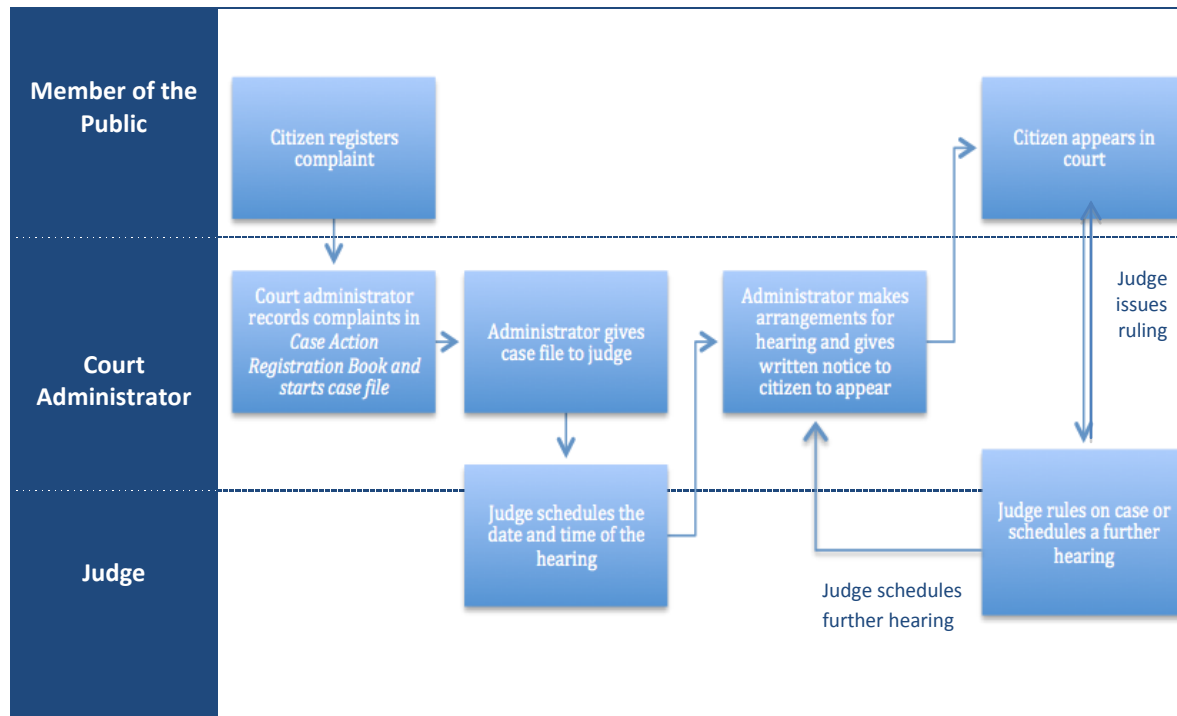 Member of the
Public
Citizen registers
complaint
Citizen appears in
court
Court
Administrator
Court administrator
records complaints in
Case Action
Registration Book and
starts case file
Administrator gives
case file to judge
Administrator makes
arrangements for
hearing and gives
written notice to
citizen to appear
Judge
issues
ruling
Judge
Judge schedules the
date and time of the
hearing
Judge rules on case or
schedules a further
hearing
Judge schedules
further hearing